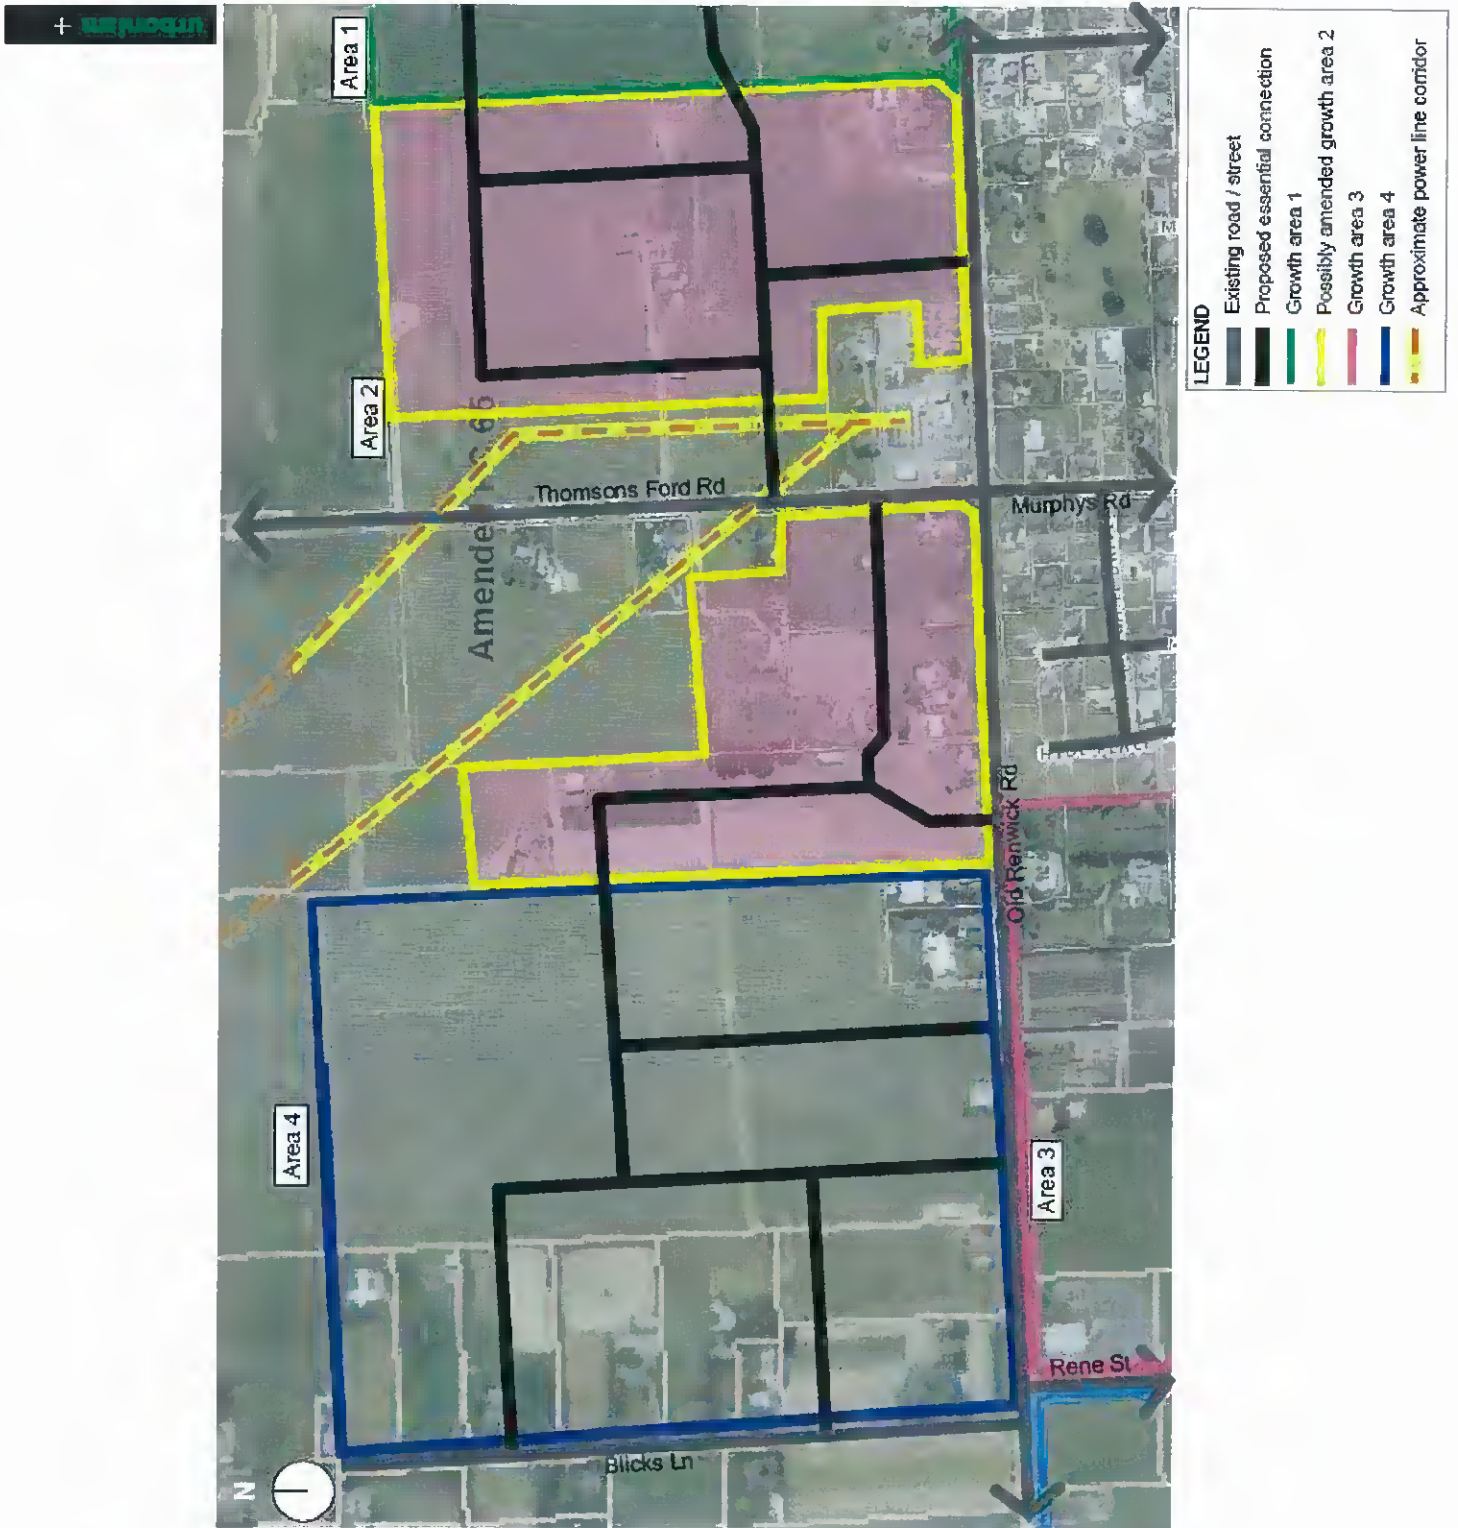 urbanism
+
Area 1
Area 2
Thomsons Ford Rd
Murphys Rd
Old Renwick Rd
Area 4
Area 3
Rene St
Blicks Ln
N
LEGEND
Existing road / street
Proposed essential connection
Growth area 1
Possibly amended growth area 2
Growth area 3
Growth area 4
Approximate power line corridor